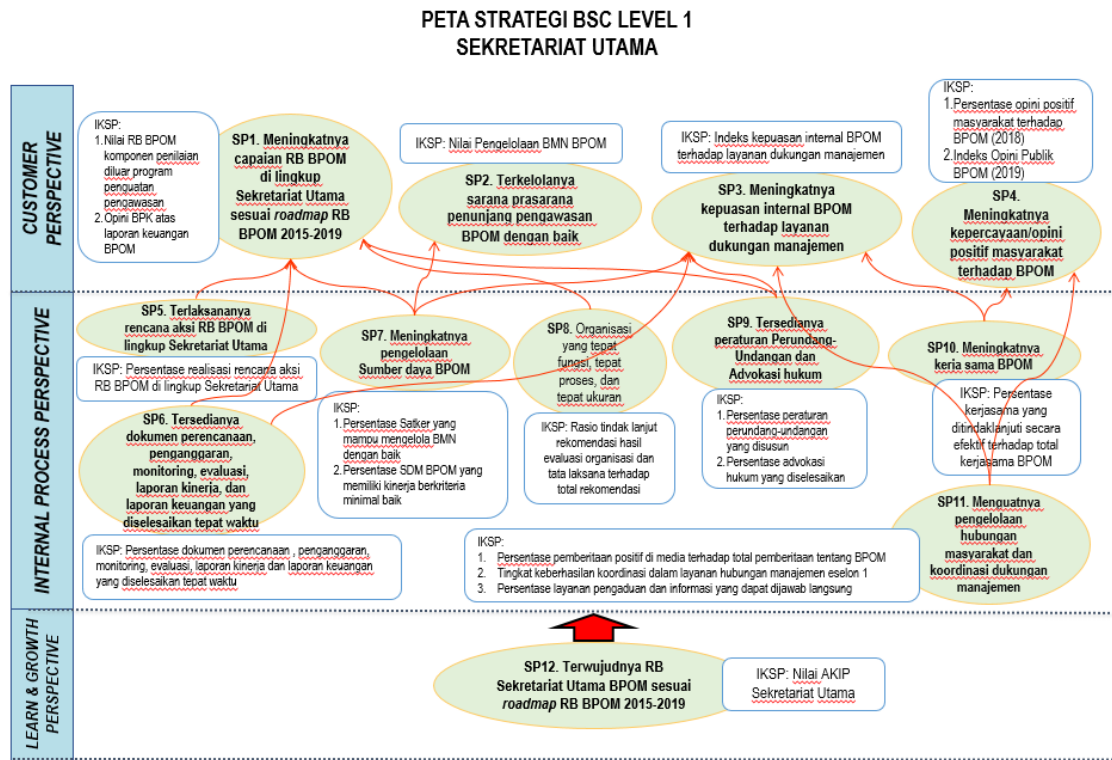 PETA STRATEGI BSC LEVEL 1
SEKRETARIAT UTAMA
CUSTOMER
PERSPECTIVE
IKSP:
1.Nilai RB BPOM
komponen penilaian
diluar program
penguatan
pengawasan
2.Opini BPK atas
laporan keuangan
BPOM
SP1. Meningkatnya
capaian RB BPOM
di lingkup
Sekretariat Utama
sesuai roadmap RB
BPOM 2015-2019
IKSP: Nilai Pengelolaan BMN BPOM
SP2. Terkelolanya
sarana prasarana
penunjang pengawasan
BPOM dengan baik
IKSP: Indeks kepuasan internal BPOM
terhadap layanan dukungan manajemen
SP3. Meningkatnya
kepuasan internal BPOM
terhadap layanan
dukungan manajemen
IKSP:
1.Persentase opini positif
masyarakat terhadap
BPOM (2018)
2.Indeks Opini Publik
BPOM (2019)
SP4.
Meningkatnya
kepercayaan/opini
positif masyarakat
terhadap BPOM
INTERNAL PROCESS PERSPECTIVE
SP5. Terlaksananya
rencana aksi RB BPOM di
lingkup Sekretariat Utama
IKSP: Persentase realisasi rencana aksi
RB BPOM di lingkup Sekretariat Utama
SP6. Tersedianya
dokumen perencanaan,
penganggaran,
monitoring, evaluasi,
laporan kinerja, dan
laporan keuangan yang
diselesaikan tepat waktu
IKSP: Persentase dokumen perencanaan , penganggaran,
monitoring, evaluasi, laporan kinerja dan laporan keuangan
yang diselesaikan tepat waktu
SP7. Meningkatnya
pengelolaan
Sumber daya BPOM
IKSP:
1.Persentase Satker yang
mampu mengelola BMN
dengan baik
2.Persentase SDM BPOM yang
memiliki kinerja berkriteria
minimal baik
SP8. Organisasi
yang tepat
fungsi, tepat
proses, dan
tepat ukuran
IKSP: Rasio tindak lanjut
rekomendasi hasil
evaluasi organisasi dan
tata laksana terhadap
total rekomendasi
SP9. Tersedianya
peraturan Perundang-
Undangan dan
Advokasi hukum
IKSP:
1.Persentase peraturan
perundang-undangan
yang disusun
2.Persentase advokasi
hukum yang diselesaikan
SP10. Meningkatnya
kerja sama BPOM
IKSP: Persentase
kerjasama yang
ditindaklanjuti secara
efektif terhadap total
kerjasama BPOM
SP11. Menguatnya
pengelolaan
hubungan
masyarakat dan
koordinasi dukungan
manajemen
IKSP:
1. Persentase pemberitaan positif di media terhadap total pemberitaan tentang BPOM
2. Tingkat keberhasilan koordinasi dalam layanan hubungan manajemen eselon 1
3. Persentase layanan pengaduan dan informasi yang dapat dijawab langsung
LEARN & GROWTH
PERSPECTIVE
SP12. Terwujudnya RB
Sekretariat Utama BPOM sesuai
roadmap RB BPOM 2015-2019
IKSP: Nilai AKIP
Sekretariat Utama